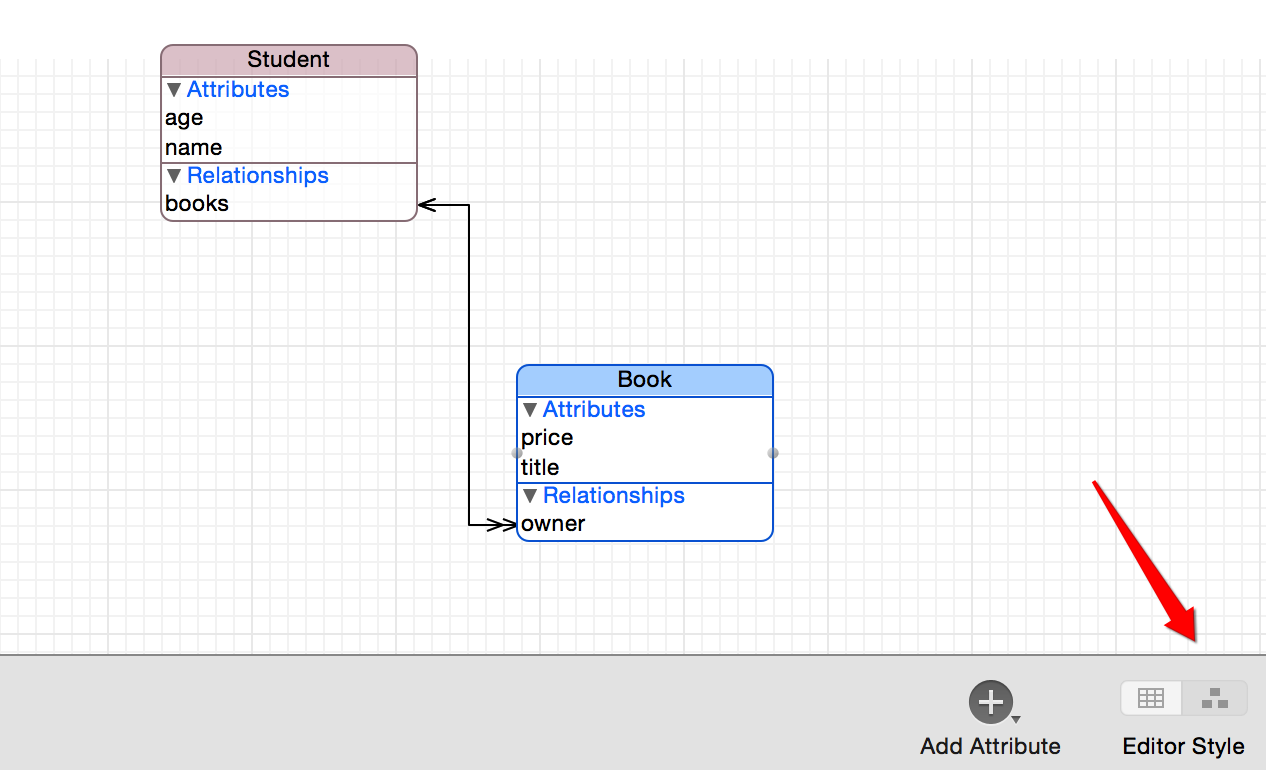 Student
Attributes
age
name
Relationships
books
Book
Attributes
price
title
Relationships
owner
Add Attribute
Editor Style